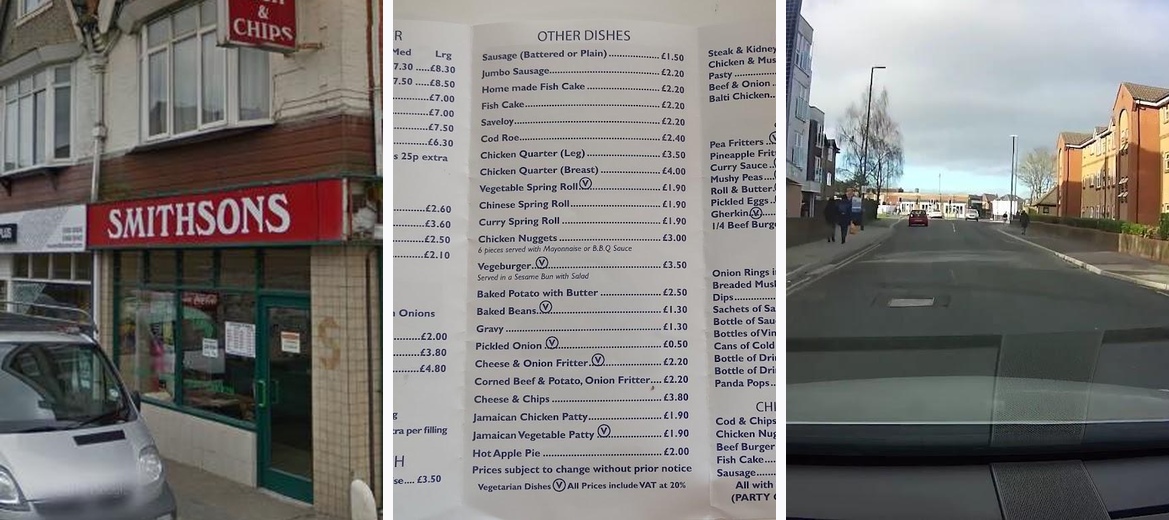 & CHIPS
SMITHSONS
PLUS
OTHER DISHES
Sausage (Battered or Plain) £1.50
Jumbo Sausage £2.20
Home made Fish Cake £2.20
Fish Cake £2.20
Saveloy £2.20
Cod Roe £2.40
Chicken Quarter (Leg) £3.50
Chicken Quarter (Breast) £4.00
Vegetable Spring Roll Ⓥ £1.90
Chinese Spring Roll £1.90
Curry Spring Roll £1.90
Chicken Nuggets £3.00
6 pieces served with Mayonnaise or B.B.Q Sauce
Vegeburger Ⓥ £3.50
Served in a Sesame Bun with Salad
Baked Potato with Butter £2.50
Baked Beans Ⓥ £1.30
Gravy £1.30
Pickled Onion Ⓥ £0.50
Cheese & Onion Fritter Ⓥ £2.20
Corned Beef & Potato, Onion Fritter £2.20
Cheese & Chips £3.80
Jamaican Chicken Patty £1.90
Jamaican Vegetable Patty Ⓥ £1.90
Hot Apple Pie £2.00
Prices subject to change without prior notice
Vegetarian Dishes Ⓥ All Prices include VAT at 20%
R
Med Lrg
7.30 £8.30
7.50 £8.50
£7.00
£7.00
£7.50
£6.30
s 25p extra
£2.60
£3.60
£2.50
£2.10
Onions
£2.00
£3.80
£4.80
ra per filling
H
£3.50
Steak & Kidney
Chicken & Mus
Pasty
Beef & Onion
Balti Chicken
Pea Fritters Ⓥ
Pineapple Frit
Curry Sauce
Mushy Peas
Roll & Butter
Pickled Eggs
Gherkin Ⓥ
1/4 Beef Burg
Onion Rings i
Breaded Mus
Dips
Sachets of Sa
Bottle of Sau
Bottles of Vin
Cans of Cold
Bottle of Dri
Bottle of Dri
Panda Pops
CHI
Cod & Chips
Chicken Nug
Beef Burger
Fish Cake
Sausage
All with
(PARTY